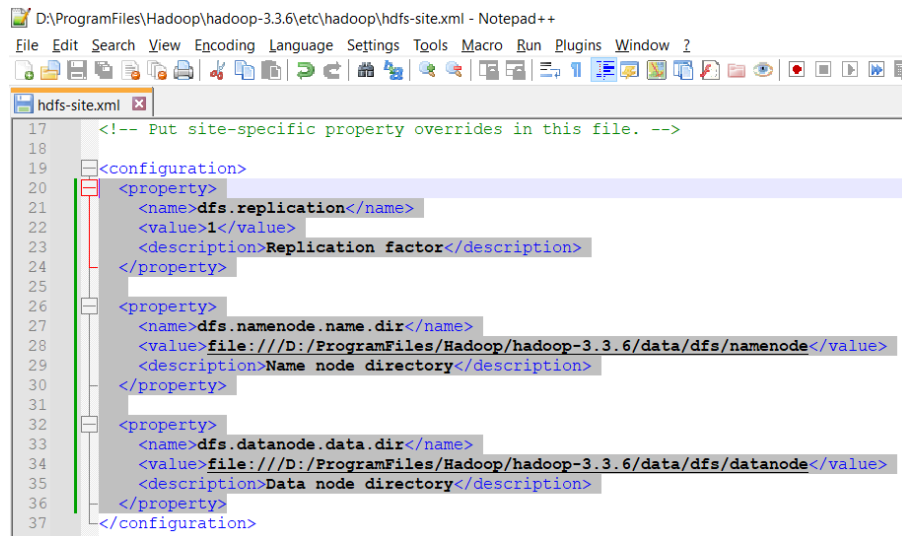 D:\ProgramFiles\Hadoop\hadoop-3.3.6\etc\hadoop\hdfs-site.xml - Notepad++
File Edit Search View Encoding Language Settings Tools Macro Run Plugins Window ?
hdfs-site.xml
17 <!-- Put site-specific property overrides in this file. -->
18
19 <configuration>
20 <property>
21 <name>dfs.replication</name>
22 <value>1</value>
23 <description>Replication factor</description>
24 </property>
25
26 <property>
27 <name>dfs.namenode.name.dir</name>
28 <value>file:///D:/ProgramFiles/Hadoop/hadoop-3.3.6/data/dfs/namenode</value>
29 <description>Name node directory</description>
30 </property>
31
32 <property>
33 <name>dfs.datanode.data.dir</name>
34 <value>file:///D:/ProgramFiles/Hadoop/hadoop-3.3.6/data/dfs/datanode</value>
35 <description>Data node directory</description>
36 </property>
37 </configuration>